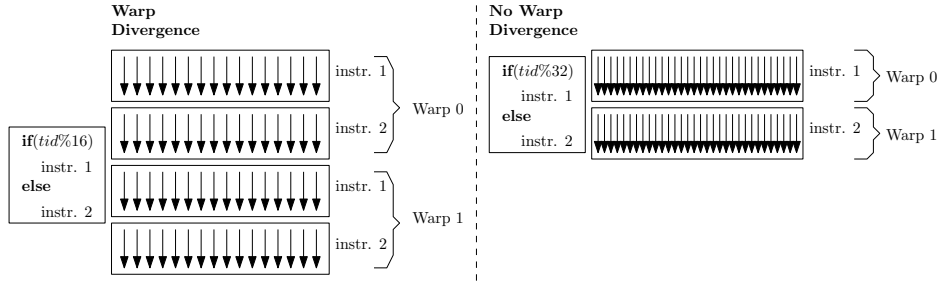 Warp
Divergence
if(tid%16)
instr. 1
else
instr. 2
instr. 1
instr. 2
Warp 0
instr. 1
instr. 2
Warp 1
No Warp
Divergence
if(tid%32)
instr. 1
else
instr. 2
instr. 1
Warp 0
instr. 2
Warp 1